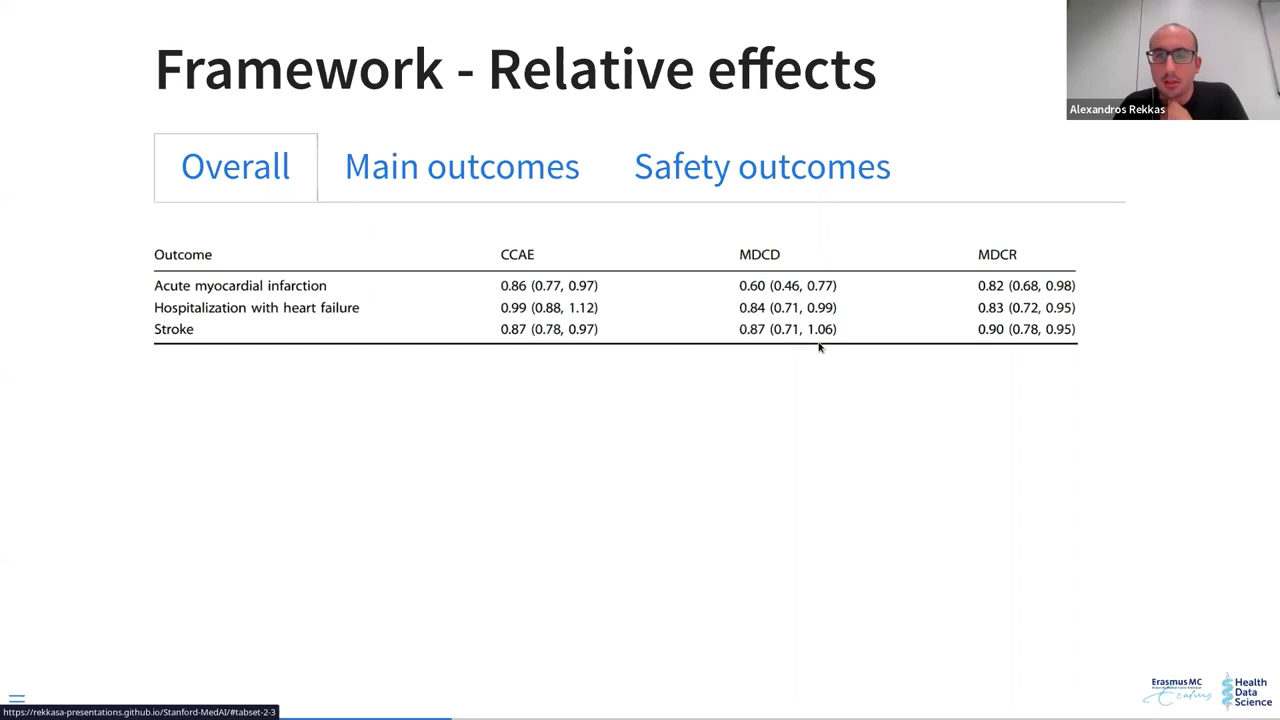 Framework - Relative effects
Alexandros Rekkas
Overall Main outcomes Safety outcomes
Outcome CCAE MDCD MDCR
Acute myocardial infarction 0.86 (0.77, 0.97) 0.60 (0.46, 0.77) 0.82 (0.68, 0.98)
Hospitalization with heart failure 0.99 (0.88, 1.12) 0.84 (0.71, 0.99) 0.83 (0.72, 0.95)
Stroke 0.87 (0.78, 0.97) 0.87 (0.71, 1.06) 0.90 (0.78, 0.95)
Erasmus MC
Erasmus
Health
Data
Science
https://rekkasa-presentations.github.io/Stanford-MedAI/#tabset-2-3